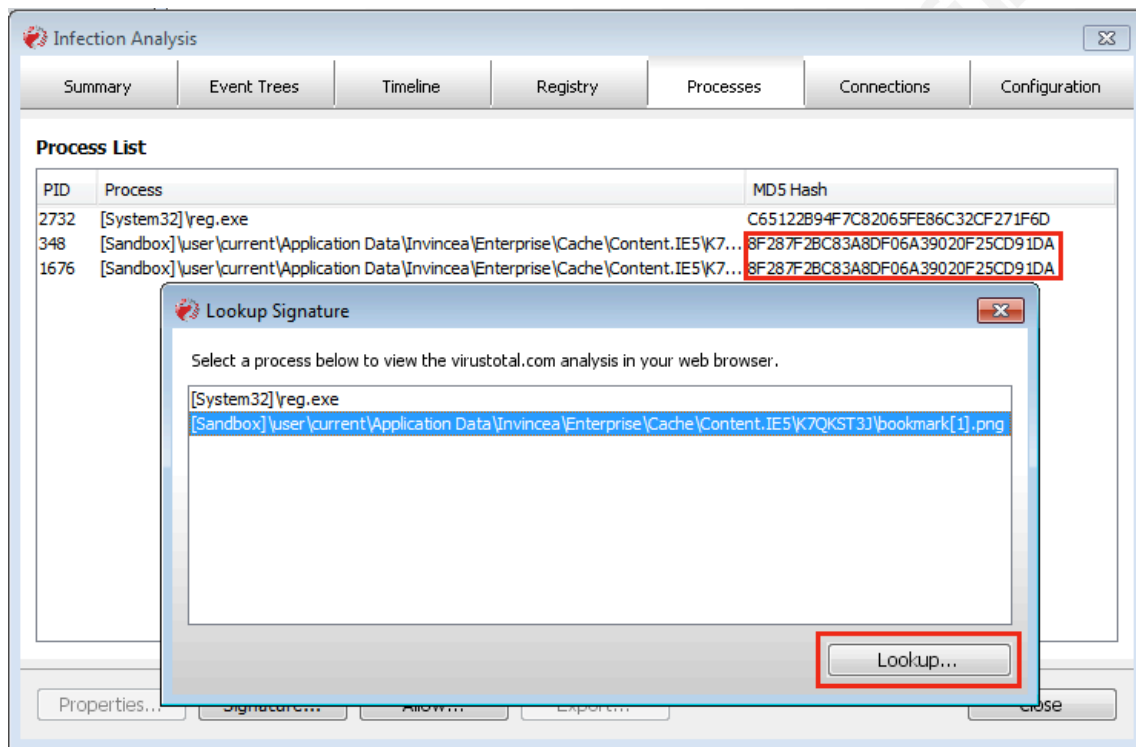 Infection Analysis
Summary Event Trees Timeline Registry Processes Connections Configuration
Process List
PID Process MD5 Hash
2732 [System32]\reg.exe C65122B94F7C82065FE86C32CF271F6D
348 [Sandbox]\user\current\Application Data\Invincea\Enterprise\Cache\Content.IE5\K7... 8F287F2BC83A8DF06A39020F25CD91DA
1676 [Sandbox]\user\current\Application Data\Invincea\Enterprise\Cache\Content.IE5\K7... 8F287F2BC83A8DF06A39020F25CD91DA
Lookup Signature
Select a process below to view the virustotal.com analysis in your web browser.
[System32]\reg.exe
[Sandbox]\user\current\Application Data\Invincea\Enterprise\Cache\Content.IE5\K7QKST3J\bookmark[1].png
Lookup...
Properties... Signature... Allow... Export... Close